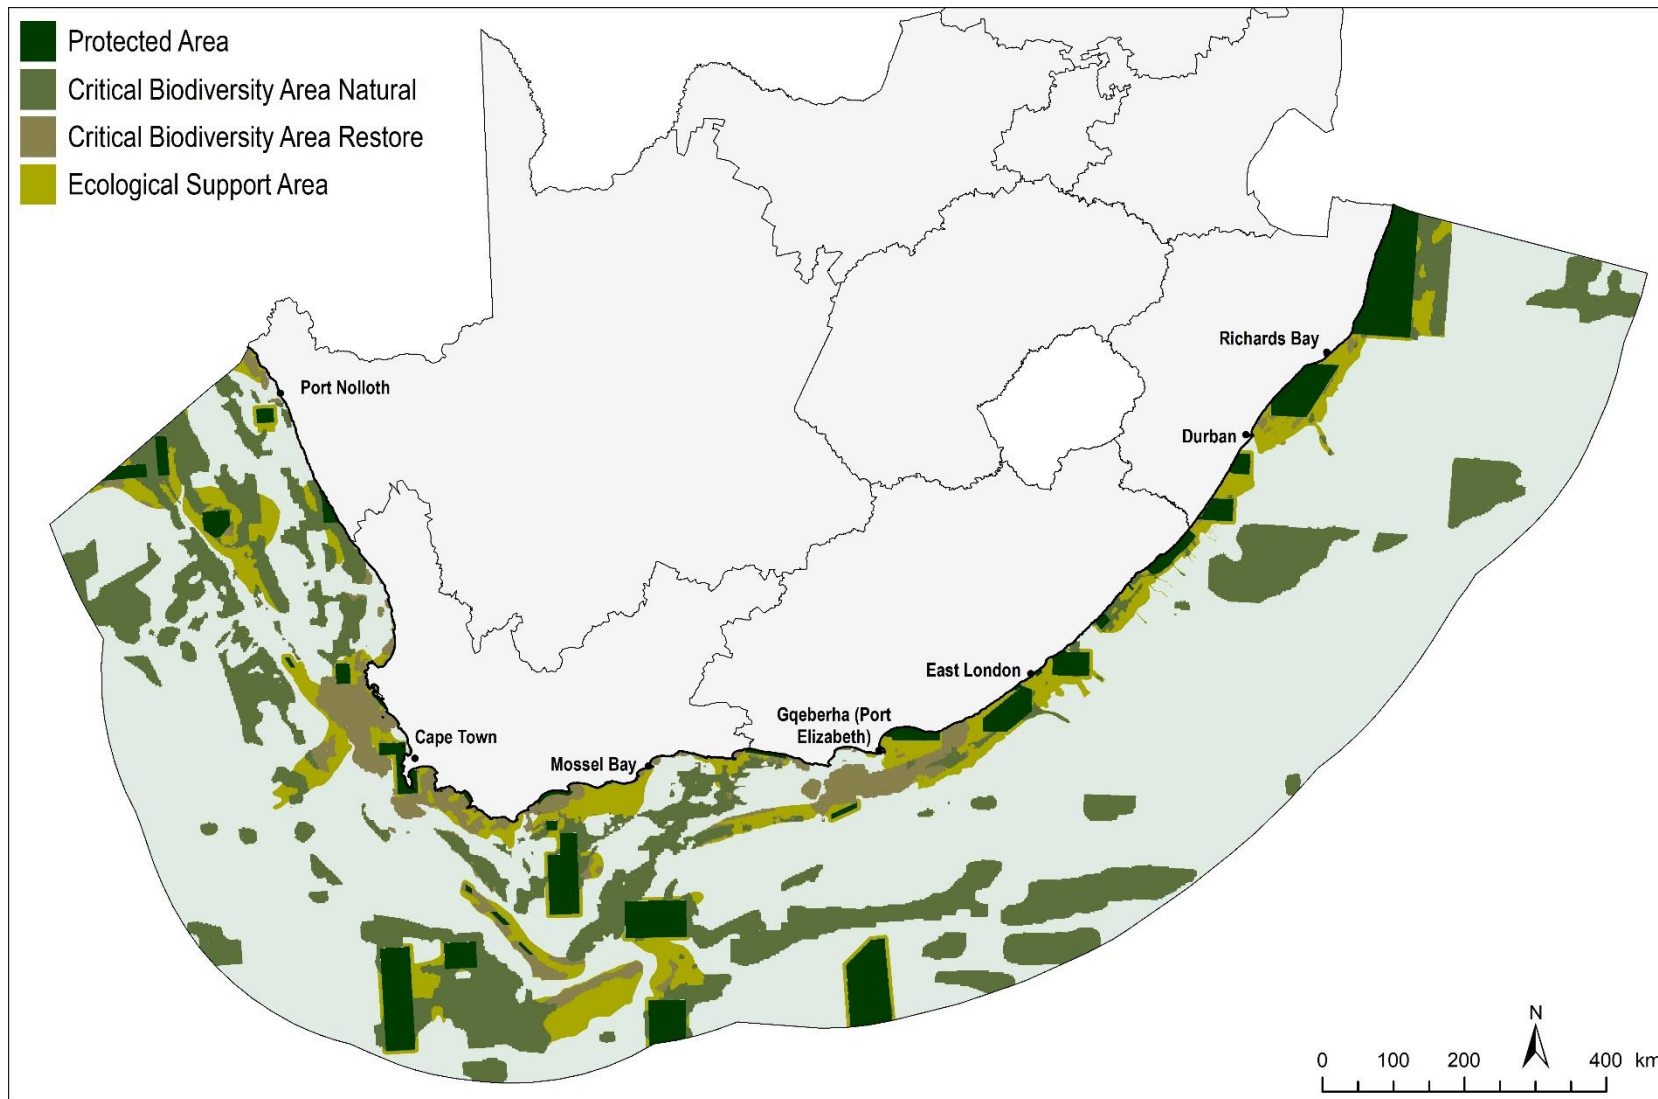 Protected Area
Critical Biodiversity Area Natural
Critical Biodiversity Area Restore
Ecological Support Area
Richards Bay
Port Nolloth
Durban
East London
Gqeberha (Port
Elizabeth)
Cape Town
Mossel Bay
N
0 100 200 400 km